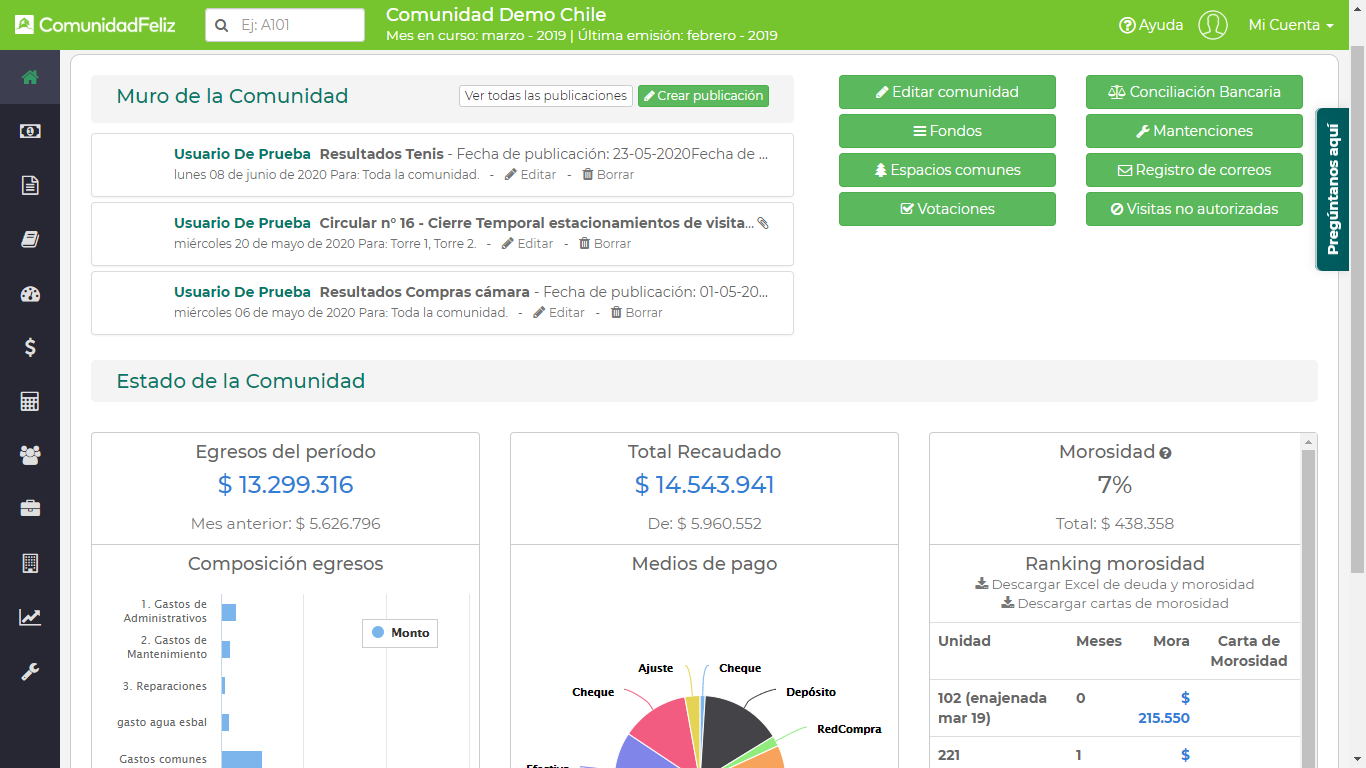 ComunidadFeliz
Ej: A101
Comunidad Demo Chile
Mes en curso: marzo - 2019 | Última emisión: febrero - 2019
Ayuda
Mi Cuenta
Muro de la Comunidad
Ver todas las publicaciones
Crear publicación
Usuario De Prueba Resultados Tenis - Fecha de publicación: 23-05-2020Fecha de ...
lunes 08 de junio de 2020 Para: Toda la comunidad. - Editar - Borrar
Usuario De Prueba Circular n° 16 - Cierre Temporal estacionamientos de visita...
miércoles 20 de mayo de 2020 Para: Torre 1, Torre 2. - Editar - Borrar
Usuario De Prueba Resultados Compras cámara - Fecha de publicación: 01-05-20...
miércoles 06 de mayo de 2020 Para: Toda la comunidad. - Editar - Borrar
Editar comunidad
Conciliación Bancaria
Fondos
Mantenciones
Espacios comunes
Registro de correos
Votaciones
Visitas no autorizadas
Pregúntanos aquí
Estado de la Comunidad
Egresos del período
$ 13.299.316
Mes anterior: $ 5.626.796
Composición egresos
1. Gastos de
Administrativos
2. Gastos de
Mantenimiento
3. Reparaciones
gasto agua esbal
Gastos comunes
Monto
Total Recaudado
$ 14.543.941
De: $ 5.960.552
Medios de pago
Ajuste
Cheque
Cheque
Depósito
RedCompra
Efectivo
Morosidad
7%
Total: $ 438.358
Ranking morosidad
Descargar Excel de deuda y morosidad
Descargar cartas de morosidad
Unidad Meses Mora Carta de
Morosidad
102 (enajenada 0 $
mar 19) 215.550
221 1 $